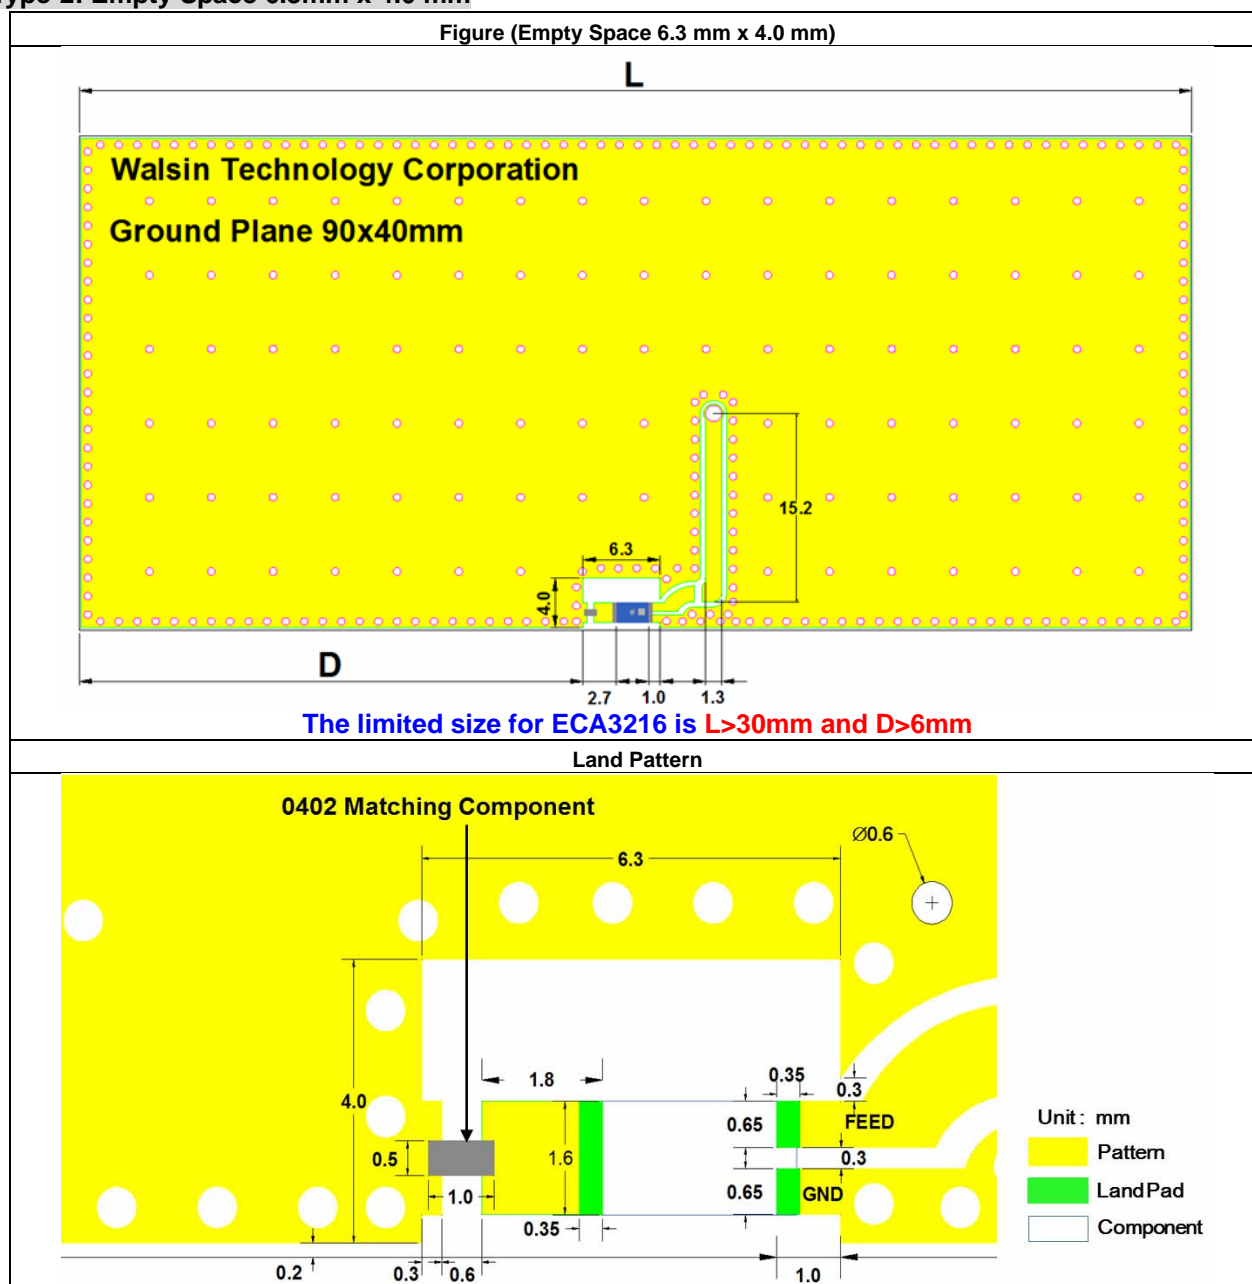 Figure (Empty Space 6.3 mm x 4.0 mm)
L
Walsin Technology Corporation
Ground Plane 90x40mm
15.2
6.3
4.0
D
2.7
1.0
1.3
The limited size for ECA3216 is L>30mm and D>6mm
Land Pattern
0402 Matching Component
Ø0.6
6.3
1.8
0.35
0.3
4.0
0.65
FEED
Unit : mm
0.5
1.6
0.3
Pattern
1.0
0.65
GND
Land Pad
0.35
Component
0.2
0.3
0.6
1.0